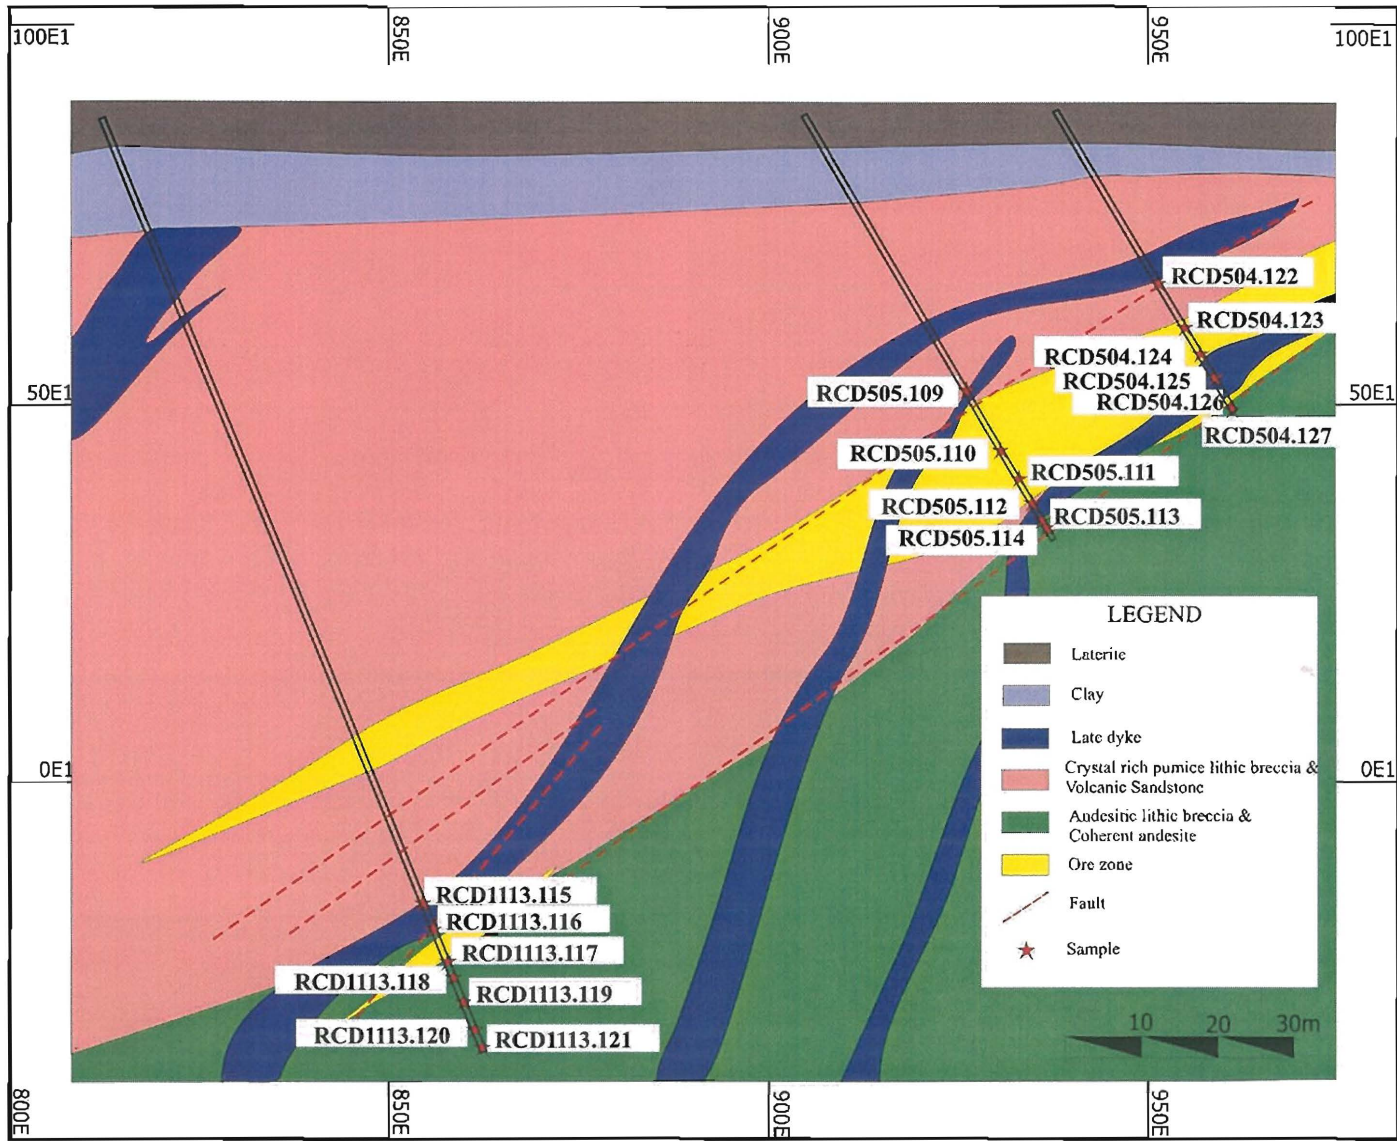 100E1
850E
900E
950E
100E1
RCD504.122
RCD504.123
RCD504.124
RCD504.125
50E1
RCD505.109
RCD504.126
50E1
RCD504.127
RCD505.110
RCD505.111
RCD505.112
RCD505.113
RCD505.114
LEGEND
Laterite
Clay
Late dyke
0E1
Crystal rich pumice lithic breccia &
Volcanic Sandstone
0E1
Andesitic lithic breccia &
Coherent andesite
Ore zone
RCD1113.115
Fault
RCD1113.116
RCD1113.117
Sample
RCD1113.118
RCD1113.119
RCD1113.120
RCD1113.121
10 20 30m
800E
850E
900E
950E